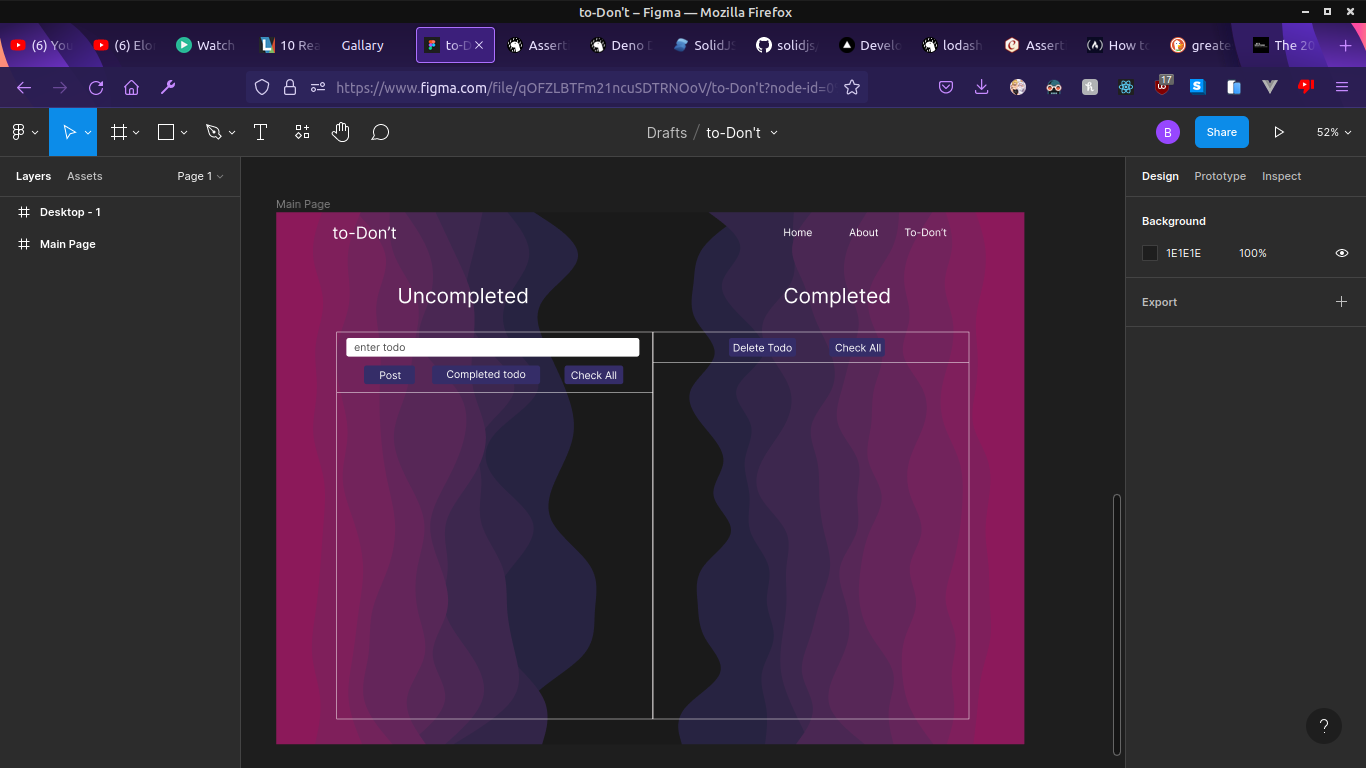 to-Don't – Figma — Mozilla Firefox
(6) You
(6) Elo
Watch
10 Rea
Gallary
to-D
Assert
Deno D
SolidJS
solidjs
Develo
lodash
Assert
How to
greate
The 20
https://www.figma.com/file/qOFZLBTFm21ncuSDTRNOoV/to-Don't?node-id=0
17
Drafts / to-Don't
B
Share
52%
Layers
Assets
Page 1
Design
Prototype
Inspect
Desktop - 1
Main Page
Background
1E1E1E
100%
Export
Main Page
to-Don’t
Home
About
To-Don’t
Uncompleted
Completed
enter todo
Post
Completed todo
Check All
Delete Todo
Check All
?